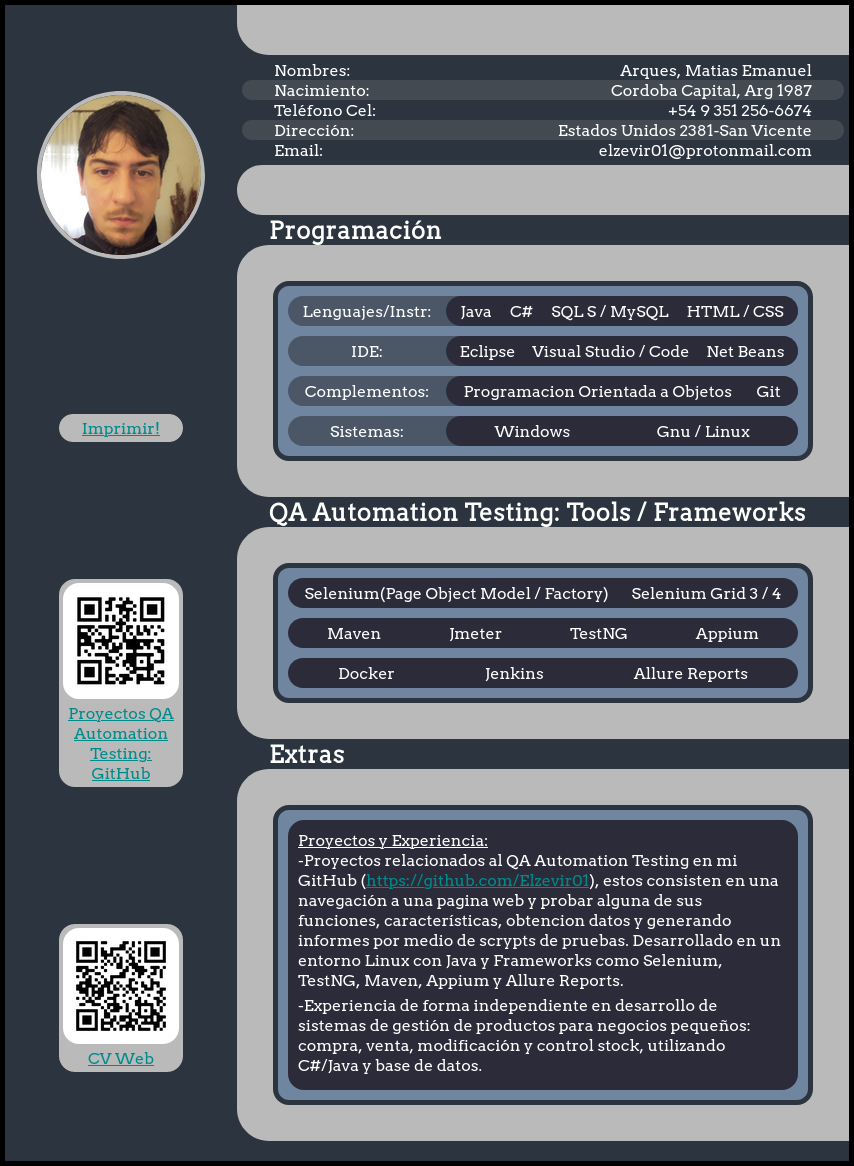 Nombres: Arques, Matias Emanuel
Nacimiento: Cordoba Capital, Arg 1987
Teléfono Cel: +54 9 351 256-6674
Dirección: Estados Unidos 2381-San Vicente
Email: elzevir01@protonmail.com
Programación
Lenguajes/Instr: Java C# SQL S / MySQL HTML / CSS
IDE: Eclipse Visual Studio / Code Net Beans
Complementos: Programacion Orientada a Objetos Git
Sistemas: Windows Gnu / Linux
Imprimir!
QA Automation Testing: Tools / Frameworks
Selenium(Page Object Model / Factory) Selenium Grid 3 / 4
Maven Jmeter TestNG Appium
Docker Jenkins Allure Reports
Proyectos QA
Automation
Testing:
GitHub
Extras
Proyectos y Experiencia:
-Proyectos relacionados al QA Automation Testing en mi
GitHub (https://github.com/Elzevir01), estos consisten en una
navegación a una pagina web y probar alguna de sus
funciones, características, obtencion datos y generando
informes por medio de scrypts de pruebas. Desarrollado en un
entorno Linux con Java y Frameworks como Selenium,
TestNG, Maven, Appium y Allure Reports.
-Experiencia de forma independiente en desarrollo de
sistemas de gestión de productos para negocios pequeños:
compra, venta, modificación y control stock, utilizando
C#/Java y base de datos.
CV Web